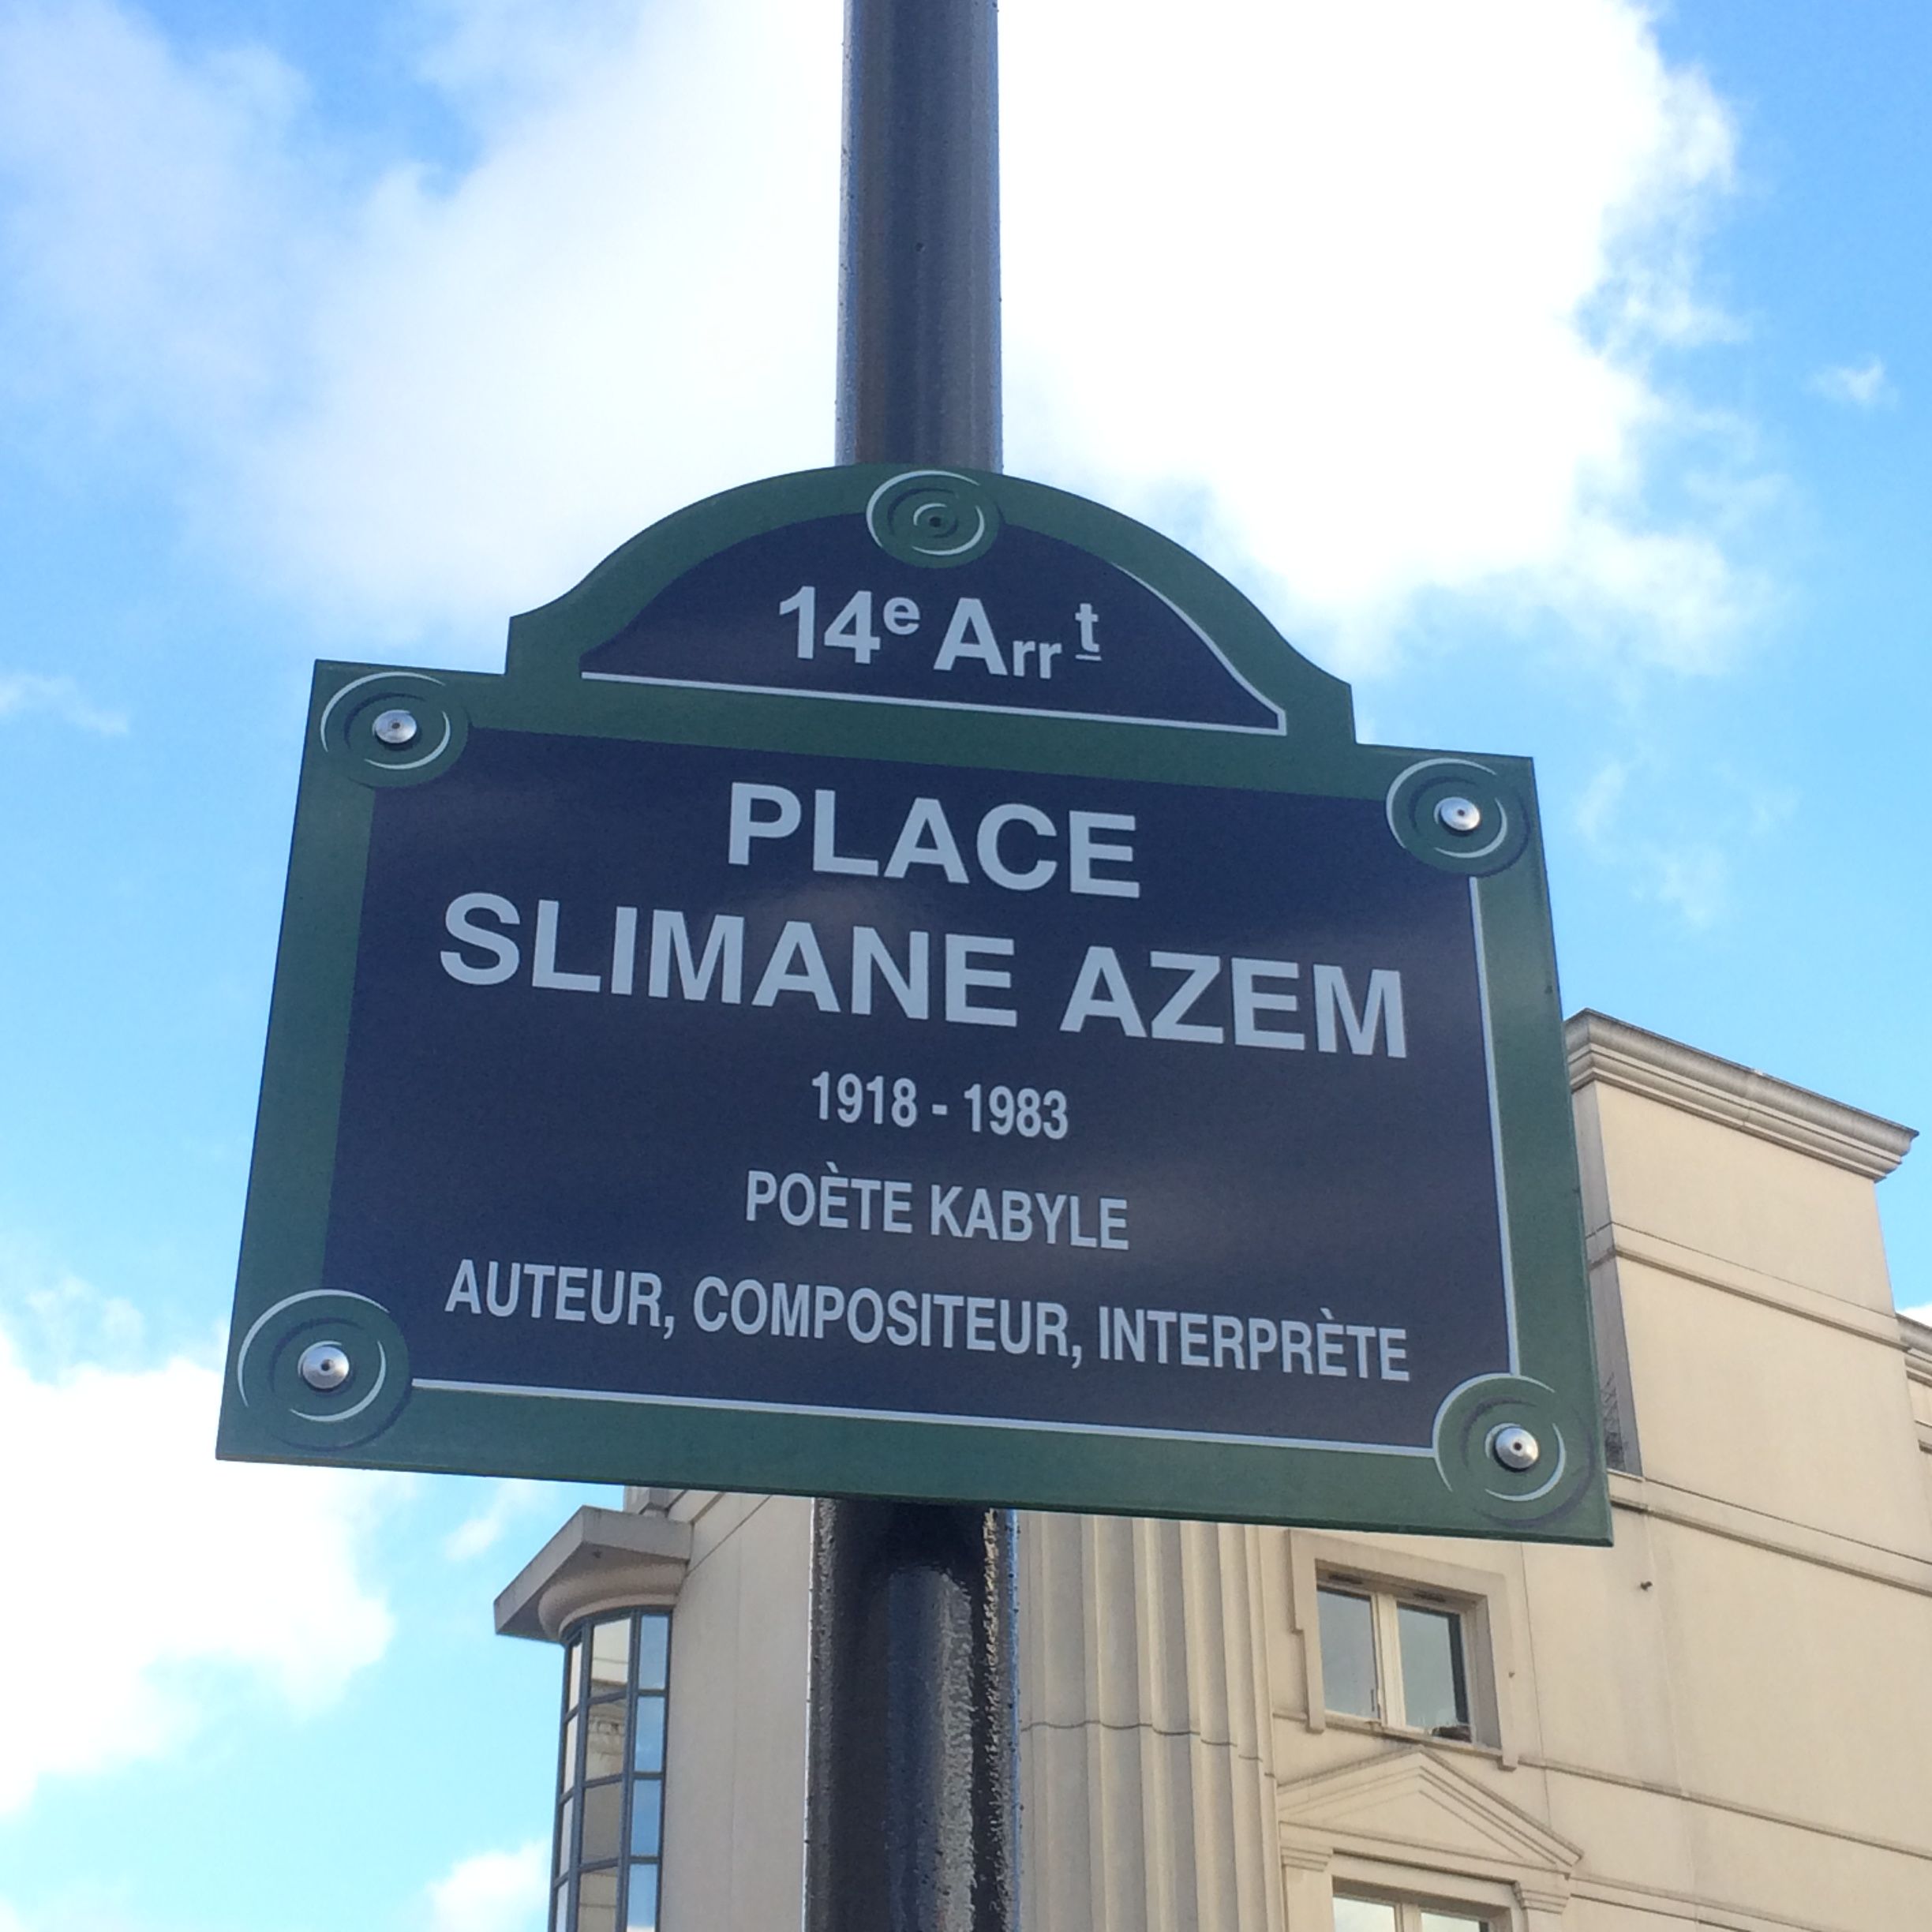 14e Arrt
PLACE
SLIMANE AZEM
1918 - 1983
POÈTE KABYLE
AUTEUR, COMPOSITEUR, INTERPRÈTE